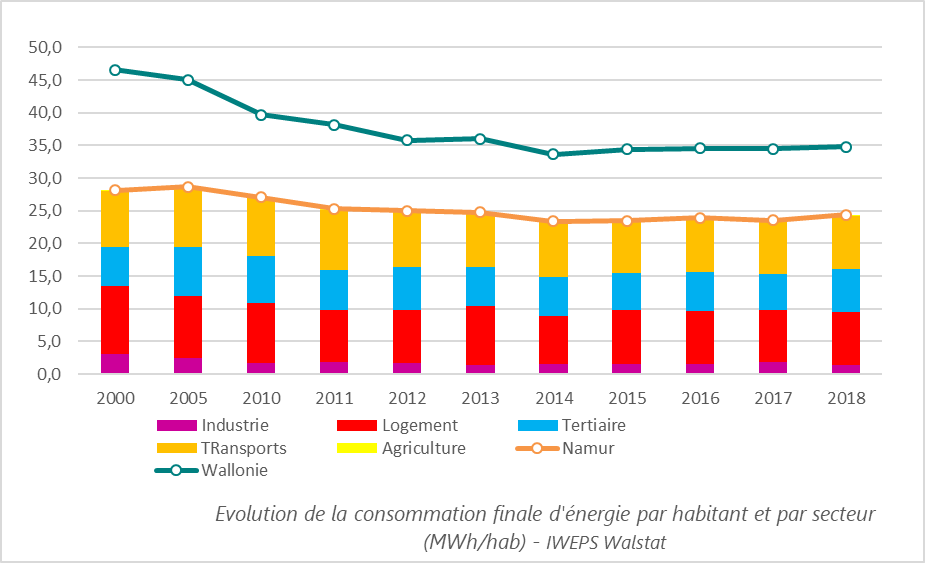 50,0
45,0
40,0
35,0
30,0
25,0
20,0
15,0
10,0
5,0
0,0
2000 2005 2010 2011 2012 2013 2014 2015 2016 2017 2018
Industrie Logement Tertiaire
TRansports Agriculture Namur
Wallonie
Evolution de la consommation finale d'énergie par habitant et par secteur
(MWh/hab) - IWEPS Walstat